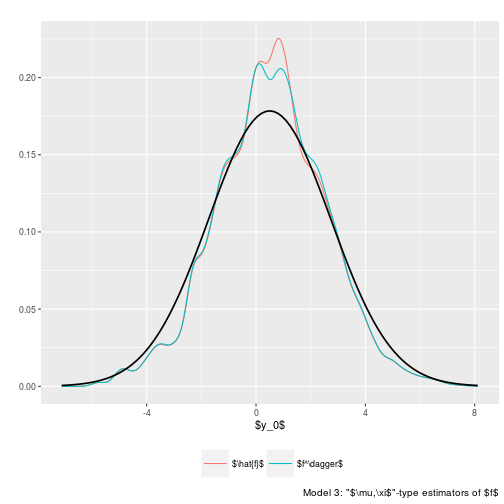 0.20
0.15
0.10
0.05
0.00
-4 0 4 8
$y_0$
$\hat{f}$ $f^\dagger$
Model 3: "$\mu,\xi$"-type estimators of $f$